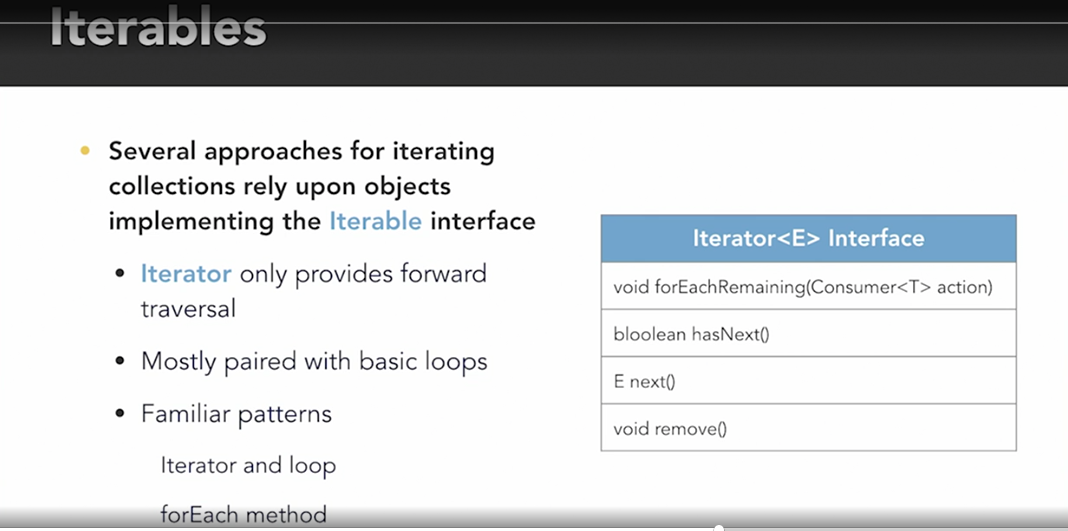 Iterables
Several approaches for iterating
collections rely upon objects
implementing the Iterable interface
Iterator only provides forward
traversal
Mostly paired with basic loops
Familiar patterns
Iterator and loop
forEach method
Iterator<E> Interface
void forEachRemaining(Consumer<T> action)
bloolean hasNext()
E next()
void remove()